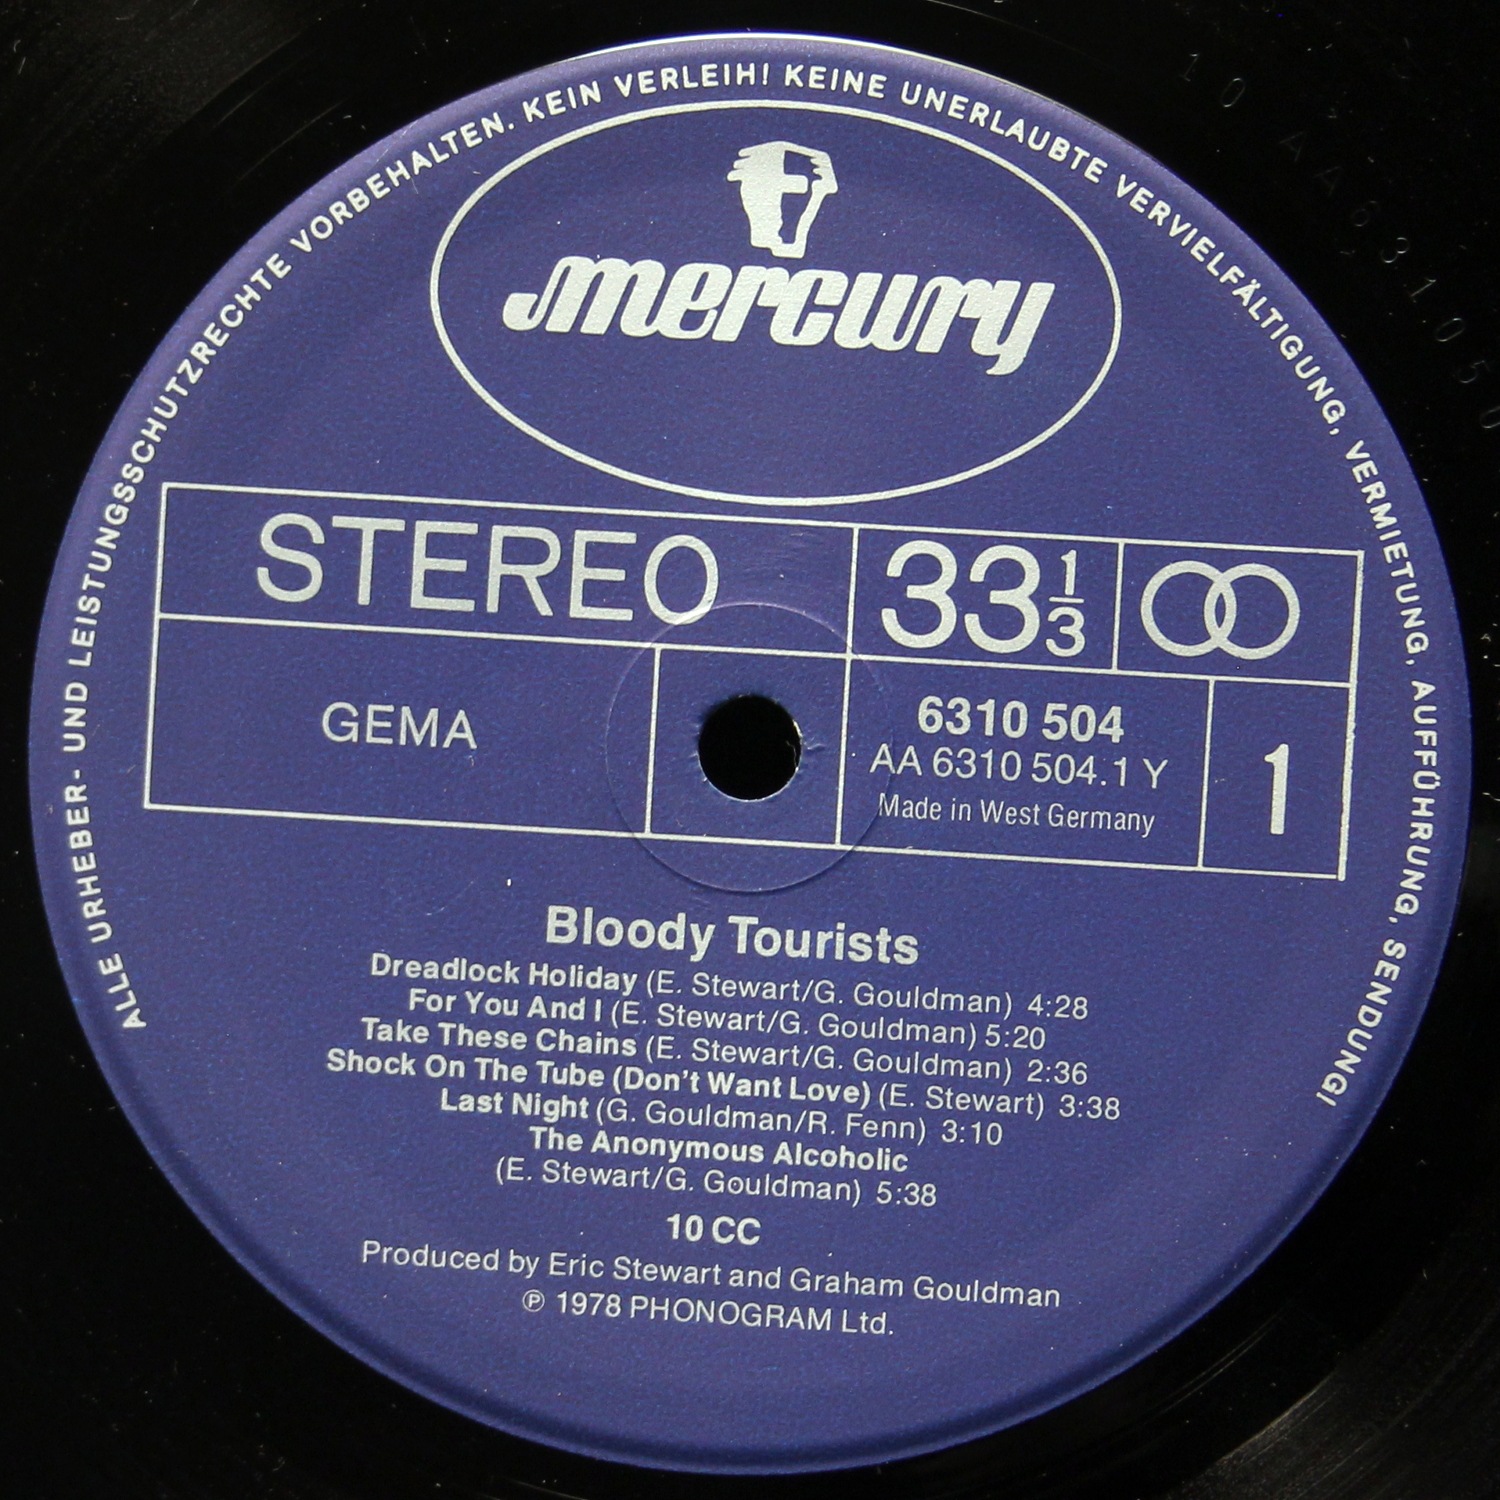 ALLE URHEBER- UND LEISTUNGSSCHUTZRECHTE VORBEHALTEN. KEIN VERLEIH! KEINE UNERLAUBTE VERVIELFÄLTIGUNG, VERMIETUNG, AUFFÜHRUNG, SENDUNG!
mercury
STEREO
33 1/3
GEMA
6310 504
AA 6310 504.1 Y
Made in West Germany
1
Bloody Tourists
Dreadlock Holiday (E. Stewart/G. Gouldman) 4:28
For You And I (E. Stewart/G. Gouldman) 5:20
Take These Chains (E. Stewart/G. Gouldman) 2:36
Shock On The Tube (Don't Want Love) (E. Stewart) 3:38
Last Night (G. Gouldman/R. Fenn) 3:10
The Anonymous Alcoholic
(E. Stewart/G. Gouldman) 5:38
10 CC
Produced by Eric Stewart and Graham Gouldman
℗ 1978 PHONOGRAM Ltd.